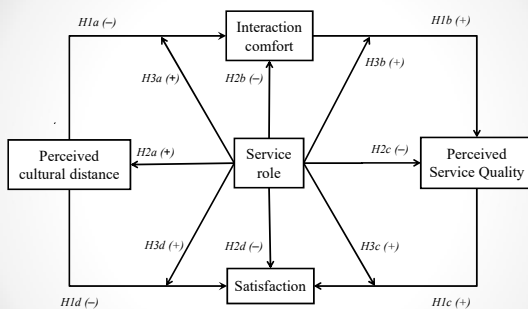 H1a (–)
Interaction
comfort
H1b (+)
H3a (+)
H2b (–)
H3b (+)
Perceived
cultural distance
H2a (+)
Service
role
H2c (–)
Perceived
Service Quality
H3d (+)
H2d (–)
H3c (+)
Satisfaction
H1d (–)
H1c (+)